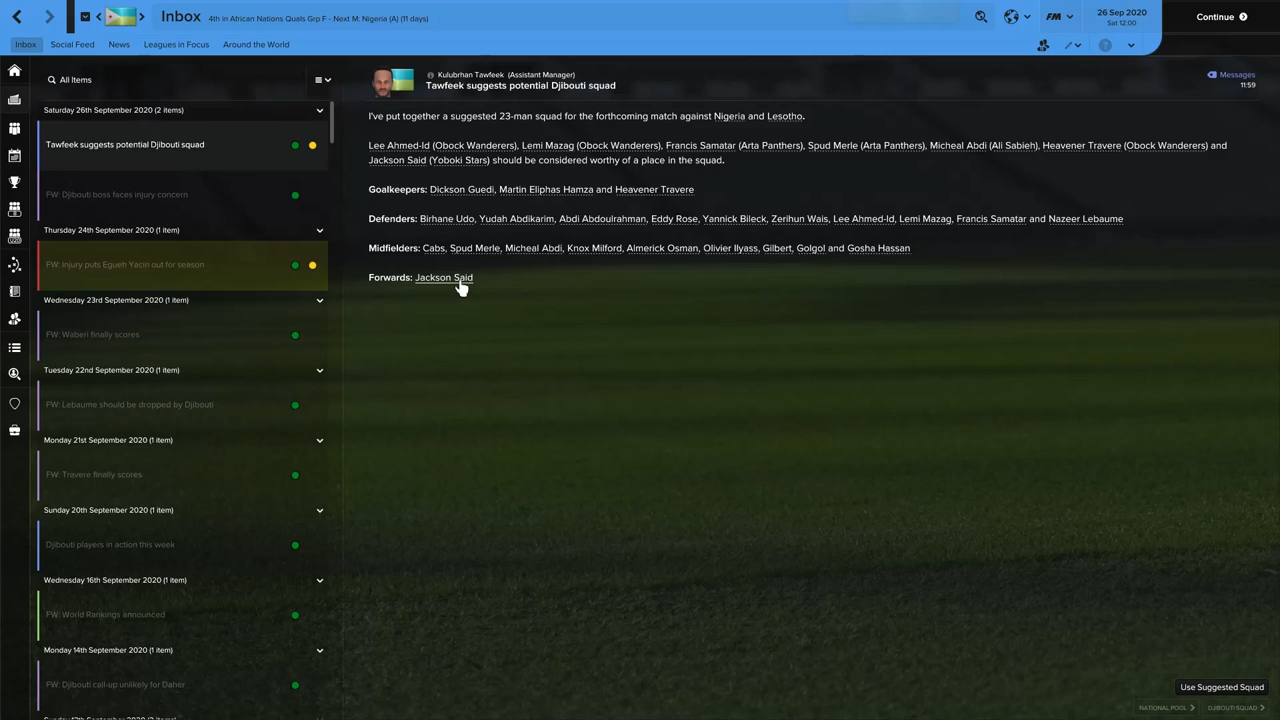 Inbox
4th in African Nations Quals Grp F - Next M: Nigeria (A) (11 days)
FM
26 Sep 2020
Sat 12:00
Continue
Inbox
Social Feed
News
Leagues in Focus
Around the World
All Items
Saturday 26th September 2020 (2 items)
Tawfeek suggests potential Djibouti squad
FW: Djibouti boss faces injury concern
Thursday 24th September 2020 (1 item)
FW: Injury puts Egueh Yacin out for season
Wednesday 23rd September 2020 (1 item)
FW: Waberi finally scores
Tuesday 22nd September 2020 (1 item)
FW: Lebaume should be dropped by Djibouti
Monday 21st September 2020 (1 item)
FW: Travere finally scores
Sunday 20th September 2020 (1 item)
Djibouti players in action this week
Wednesday 16th September 2020 (1 item)
FW: World Rankings announced
Monday 14th September 2020 (1 item)
FW: Djibouti call-up unlikely for Daher
Kulubrhan Tawfeek (Assistant Manager)
Tawfeek suggests potential Djibouti squad
Messages
11:59
I've put together a suggested 23-man squad for the forthcoming match against Nigeria and Lesotho.
Lee Ahmed-Id (Obock Wanderers), Lemi Mazag (Obock Wanderers), Francis Samatar (Arta Panthers), Spud Merle (Arta Panthers), Micheal Abdi (Ali Sabieh), Heavener Travere (Obock Wanderers) and
Jackson Said (Yoboki Stars) should be considered worthy of a place in the squad.
Goalkeepers: Dickson Guedi, Martin Eliphas Hamza and Heavener Travere
Defenders: Birhane Udo, Yudah Abdikarim, Abdi Abdoulrahman, Eddy Rose, Yannick Bileck, Zerihun Wais, Lee Ahmed-Id, Lemi Mazag, Francis Samatar and Nazeer Lebaume
Midfielders: Cabs, Spud Merle, Micheal Abdi, Knox Milford, Almerick Osman, Olivier Ilyass, Gilbert, Golgol and Gosha Hassan
Forwards: Jackson Said
Use Suggested Squad
NATIONAL POOL
DJIBOUTI SQUAD